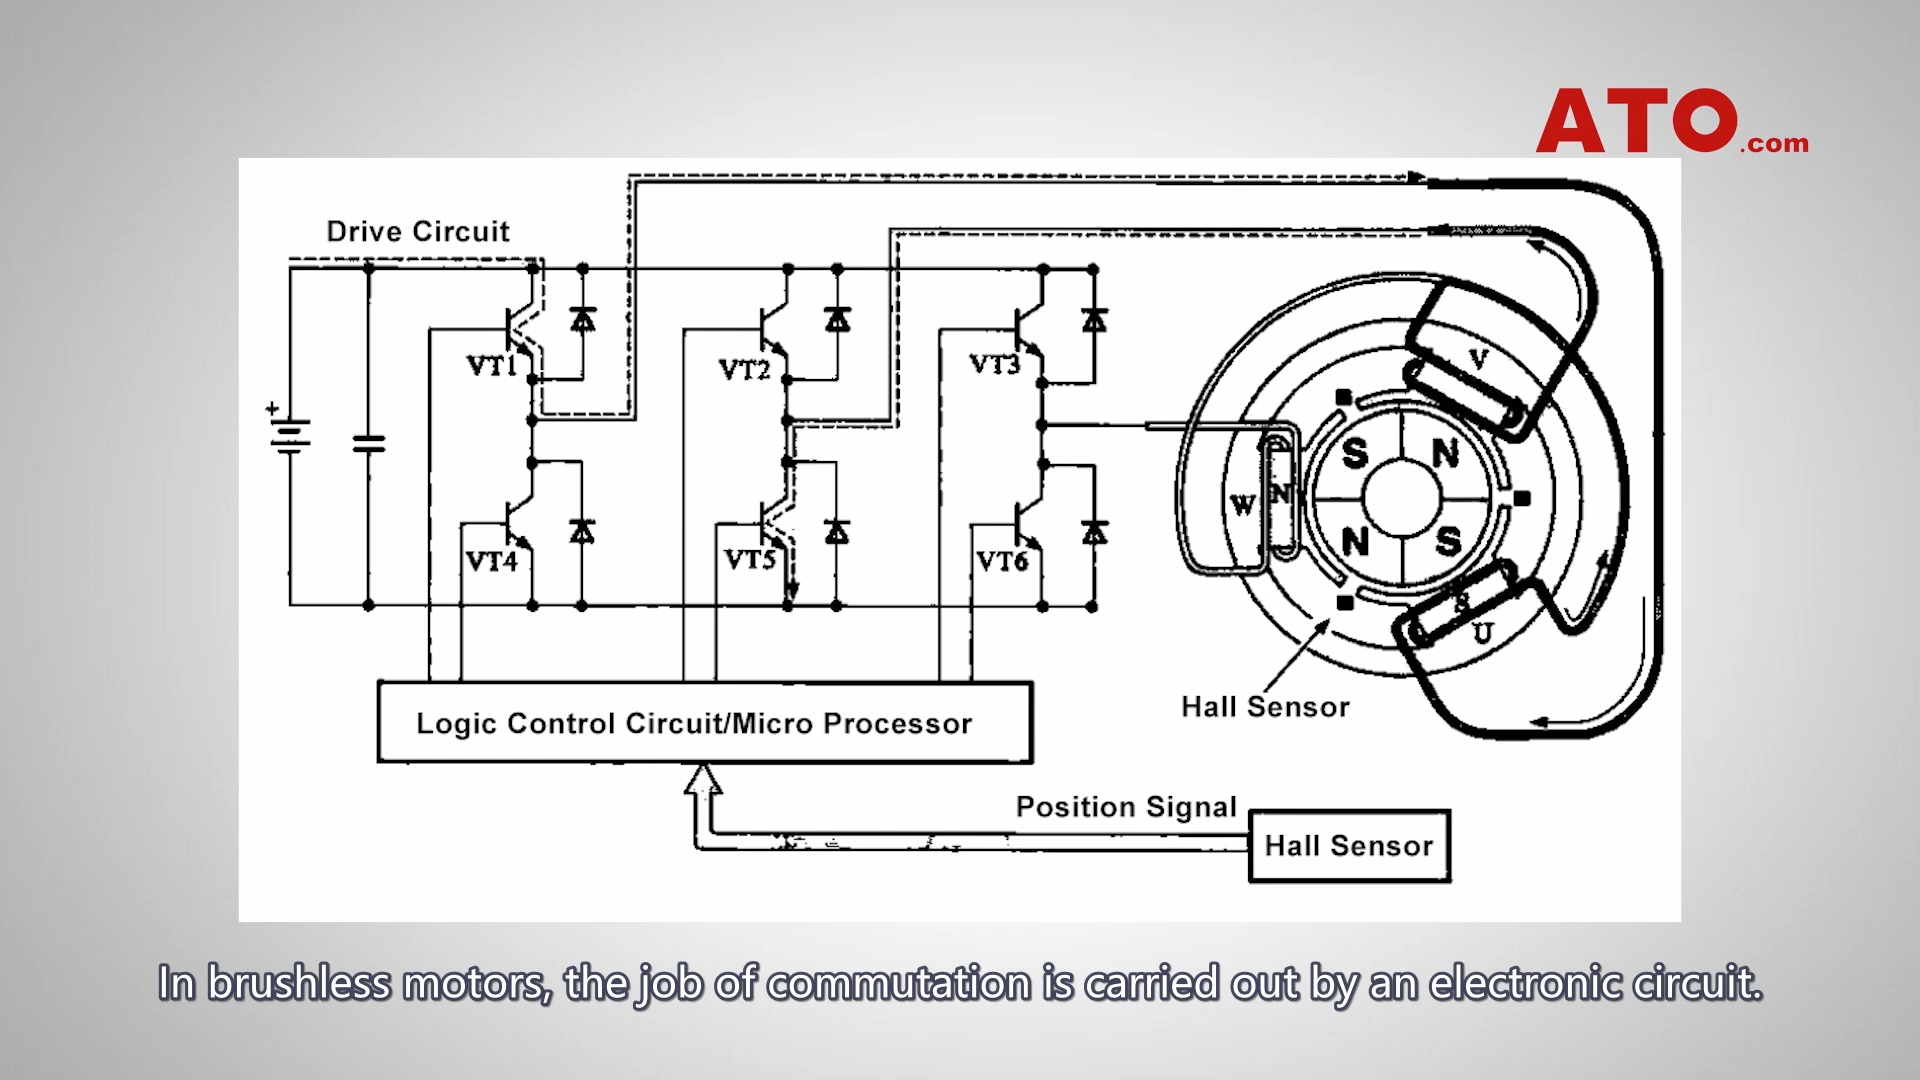 ATO.com
Drive Circuit
+
VT1
VT2
VT3
VT4
VT5
VT6
V
S N
W N
N S
S
U
Hall Sensor
Logic Control Circuit/Micro Processor
Position Signal
Hall Sensor
In brushless motors, the job of commutation is carried out by an electronic circuit.